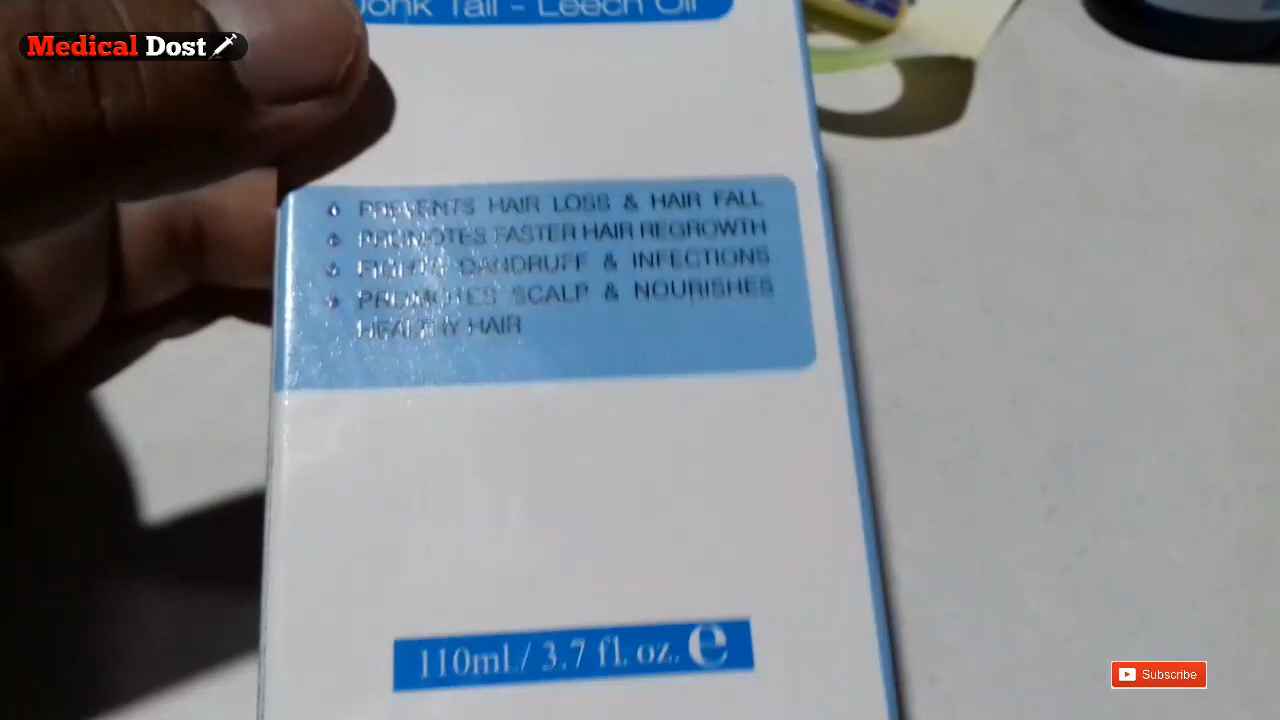 Jonk Tail - Leech Oil
Medical Dost
PREVENTS HAIR LOSS & HAIR FALL
PROMOTES FASTER HAIR REGROWTH
FIGHTS DANDRUFF & INFECTIONS
PROMOTES SCALP & NOURISHES
HEALTHY HAIR
110ml./ 3.7 fl. oz. e
Subscribe